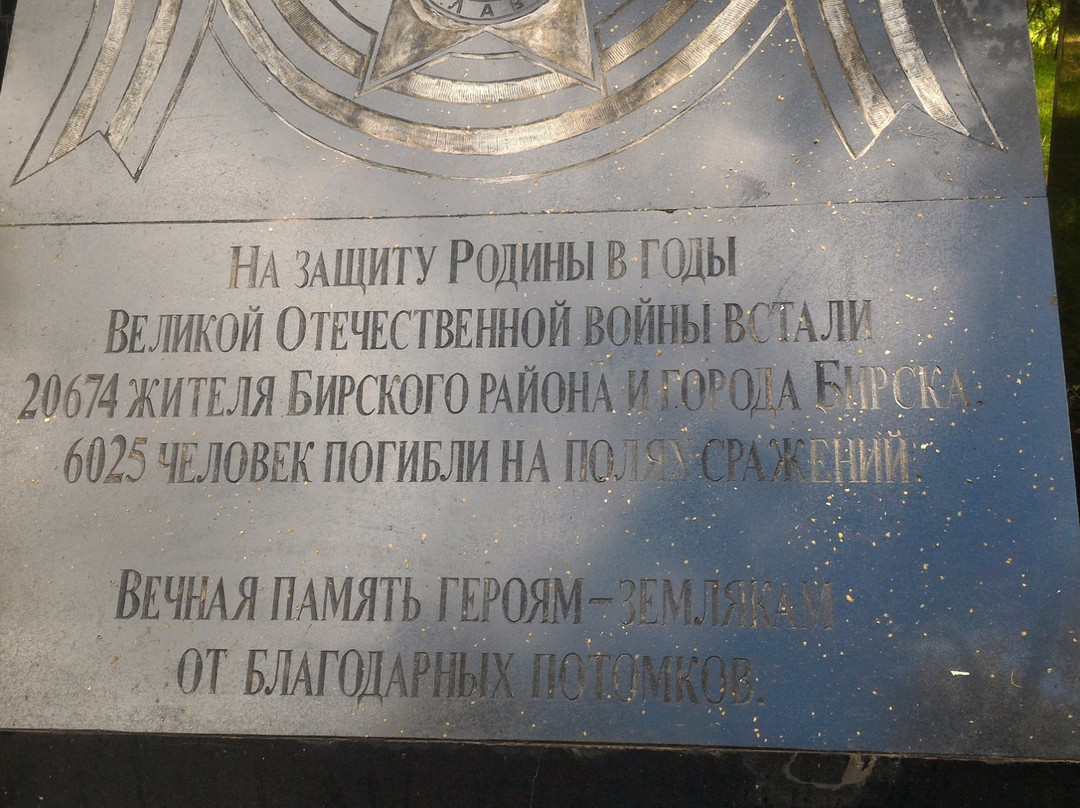 ЛАВ
На защиту Родины в годы
Великой Отечественной войны встали
20674 жителя Бирского района и города Бирска.
6025 человек погибли на полях сражений.
Вечная память героям – землякам
от благодарных потомков.